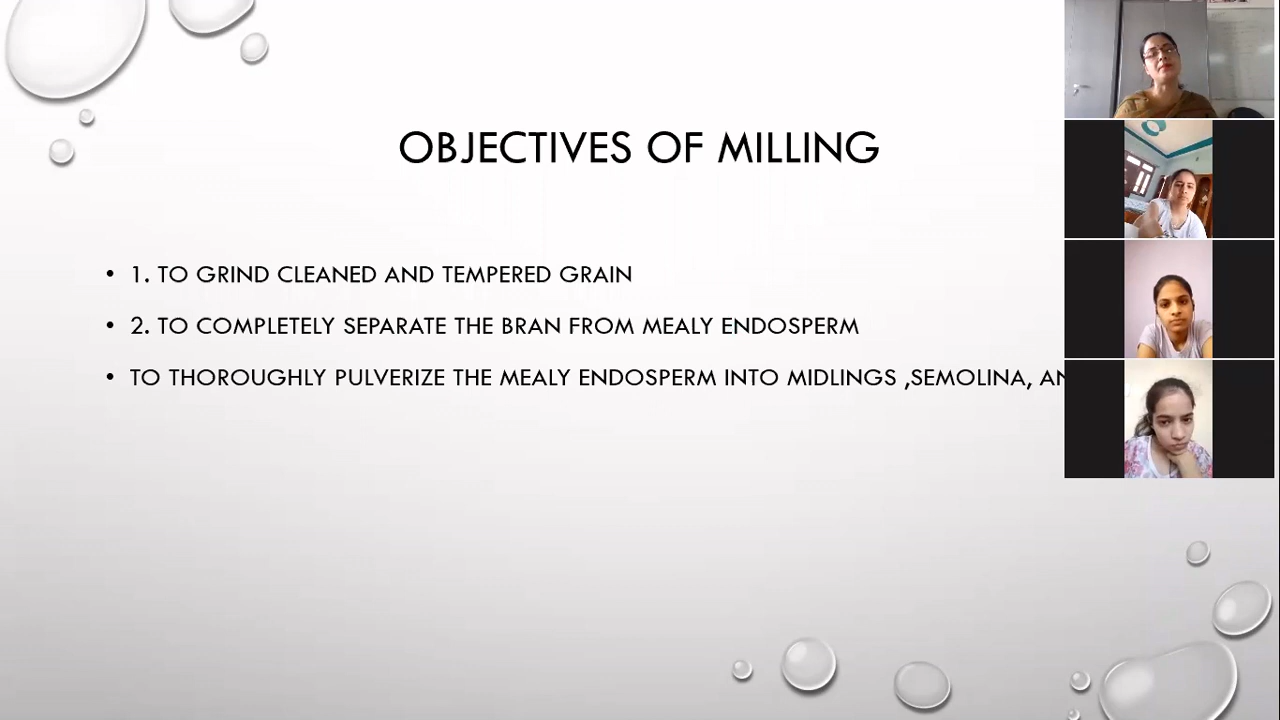 OBJECTIVES OF MILLING
• 1. TO GRIND CLEANED AND TEMPERED GRAIN
• 2. TO COMPLETELY SEPARATE THE BRAN FROM MEALY ENDOSPERM
• TO THOROUGHLY PULVERIZE THE MEALY ENDOSPERM INTO MIDLINGS ,SEMOLINA,